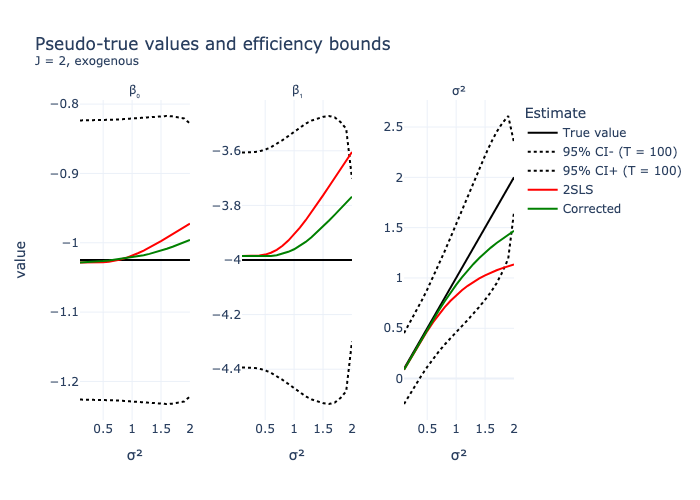 Pseudo-true values and efficiency bounds
J = 2, exogenous
β₀
β₁
σ²
Estimate
True value
95% CI- (T = 100)
95% CI+ (T = 100)
2SLS
Corrected
value
−0.8
−0.9
−1
−1.1
−1.2
−3.6
−3.8
−4
−4.2
−4.4
2.5
2
1.5
1
0.5
0
0.5 1 1.5 2
0.5 1 1.5 2
0.5 1 1.5 2
σ²
σ²
σ²